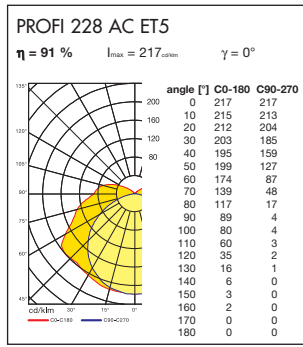 PROFI 228 AC ET5
η = 91 % Imax = 217 cd/klm γ = 0°
135°
120°
105°
90°
75°
60°
45°
200
160
120
80
cd/klm 30° 15° 0°
C0-C180 C90-C270
angle [°] C0-180 C90-270
0 217 217
10 215 213
20 212 204
30 203 185
40 195 159
50 199 127
60 174 87
70 139 48
80 117 17
90 89 4
100 80 4
110 60 3
120 35 2
130 16 1
140 6 0
150 3 0
160 2 0
170 0 0
180 0 0